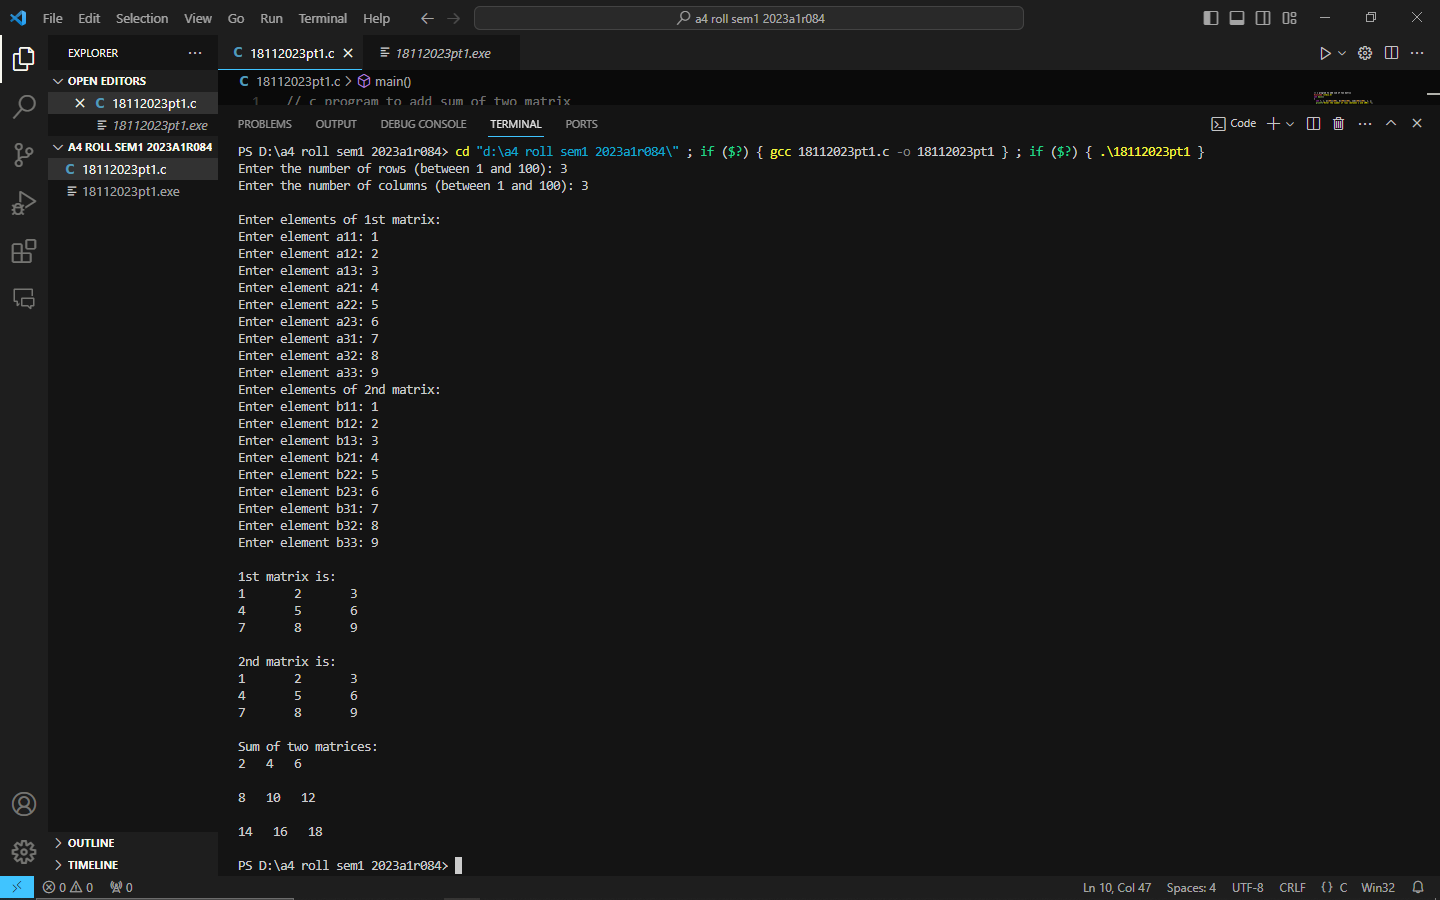 File Edit Selection View Go Run Terminal Help
a4 roll sem1 2023a1r084
EXPLORER
OPEN EDITORS
C 18112023pt1.c
18112023pt1.exe
A4 ROLL SEM1 2023A1R084
C 18112023pt1.c
18112023pt1.exe
OUTLINE
TIMELINE
C 18112023pt1.c
18112023pt1.exe
C 18112023pt1.c > main()
1 // c program to add sum of two matrix
PROBLEMS OUTPUT DEBUG CONSOLE TERMINAL PORTS
Code
PS D:\a4 roll sem1 2023a1r084> cd "d:\a4 roll sem1 2023a1r084\" ; if ($?) { gcc 18112023pt1.c -o 18112023pt1 } ; if ($?) { .\18112023pt1 }
Enter the number of rows (between 1 and 100): 3
Enter the number of columns (between 1 and 100): 3
Enter elements of 1st matrix:
Enter element a11: 1
Enter element a12: 2
Enter element a13: 3
Enter element a21: 4
Enter element a22: 5
Enter element a23: 6
Enter element a31: 7
Enter element a32: 8
Enter element a33: 9
Enter elements of 2nd matrix:
Enter element b11: 1
Enter element b12: 2
Enter element b13: 3
Enter element b21: 4
Enter element b22: 5
Enter element b23: 6
Enter element b31: 7
Enter element b32: 8
Enter element b33: 9
1st matrix is:
1 2 3
4 5 6
7 8 9
2nd matrix is:
1 2 3
4 5 6
7 8 9
Sum of two matrices:
2 4 6
8 10 12
14 16 18
PS D:\a4 roll sem1 2023a1r084>
0 0 0
Ln 10, Col 47 Spaces: 4 UTF-8 CRLF {} C Win32